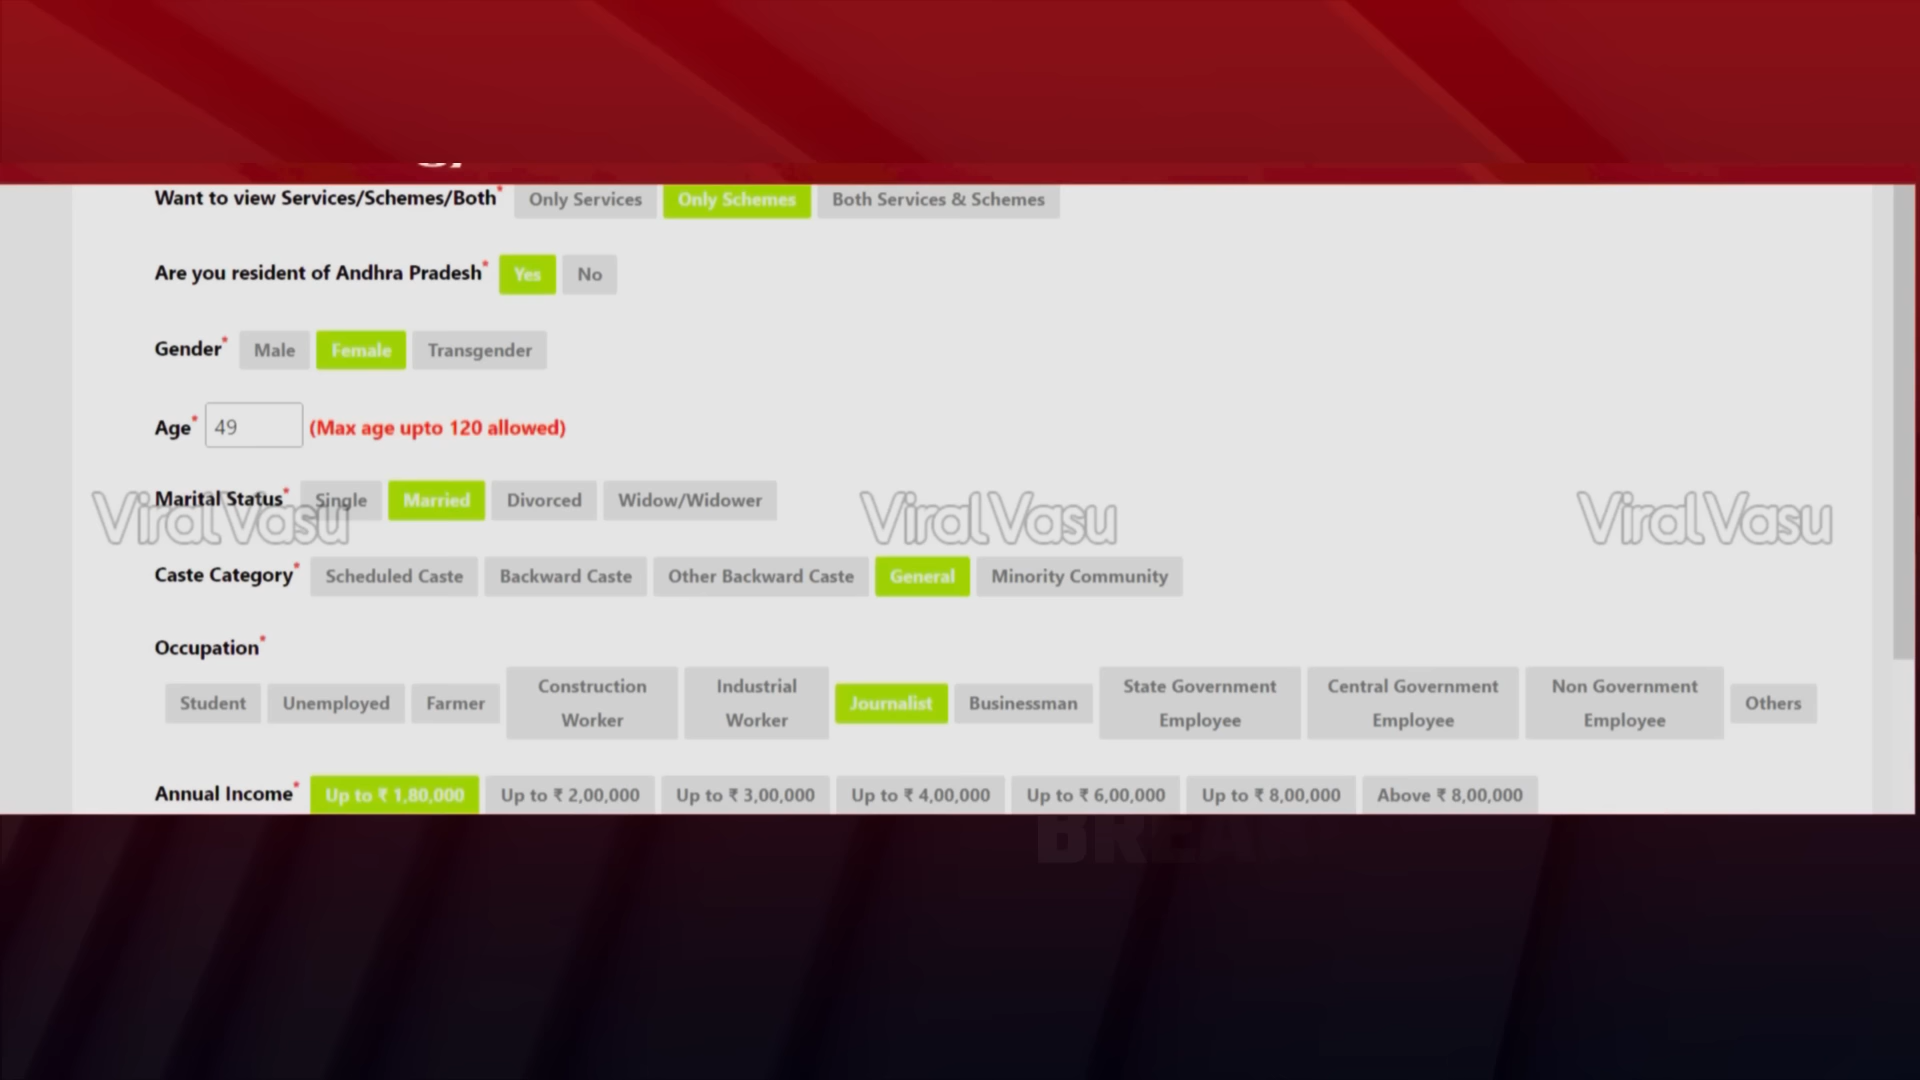 Want to view Services/Schemes/Both* Only Services Only Schemes Both Services & Schemes
Are you resident of Andhra Pradesh* Yes No
Gender* Male Female Transgender
Age* 49 (Max age upto 120 allowed)
Marital Status* Single Married Divorced Widow/Widower
ViralVasu ViralVasu ViralVasu
Caste Category* Scheduled Caste Backward Caste Other Backward Caste General Minority Community
Occupation*
Student Unemployed Farmer Construction Worker Industrial Worker Journalist Businessman State Government Employee Central Government Employee Non Government Employee Others
Annual Income* Up to ₹ 1,80,000 Up to ₹ 2,00,000 Up to ₹ 3,00,000 Up to ₹ 4,00,000 Up to ₹ 6,00,000 Up to ₹ 8,00,000 Above ₹ 8,00,000